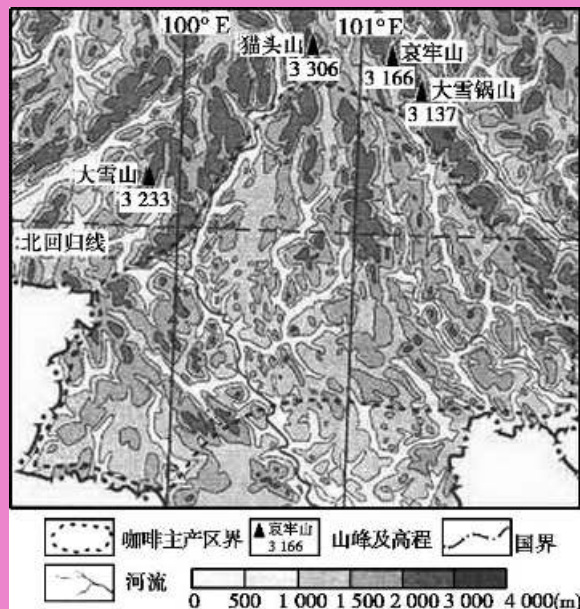 100° E
101° E
猫头山
3 306
哀牢山
3 166
大雪锅山
3 137
大雪山
3 233
北回归线
咖啡主产区界
哀牢山
3 166
山峰及高程
国界
河流
0 500 1 000 1 500 2 000 3 000 4 000(m)